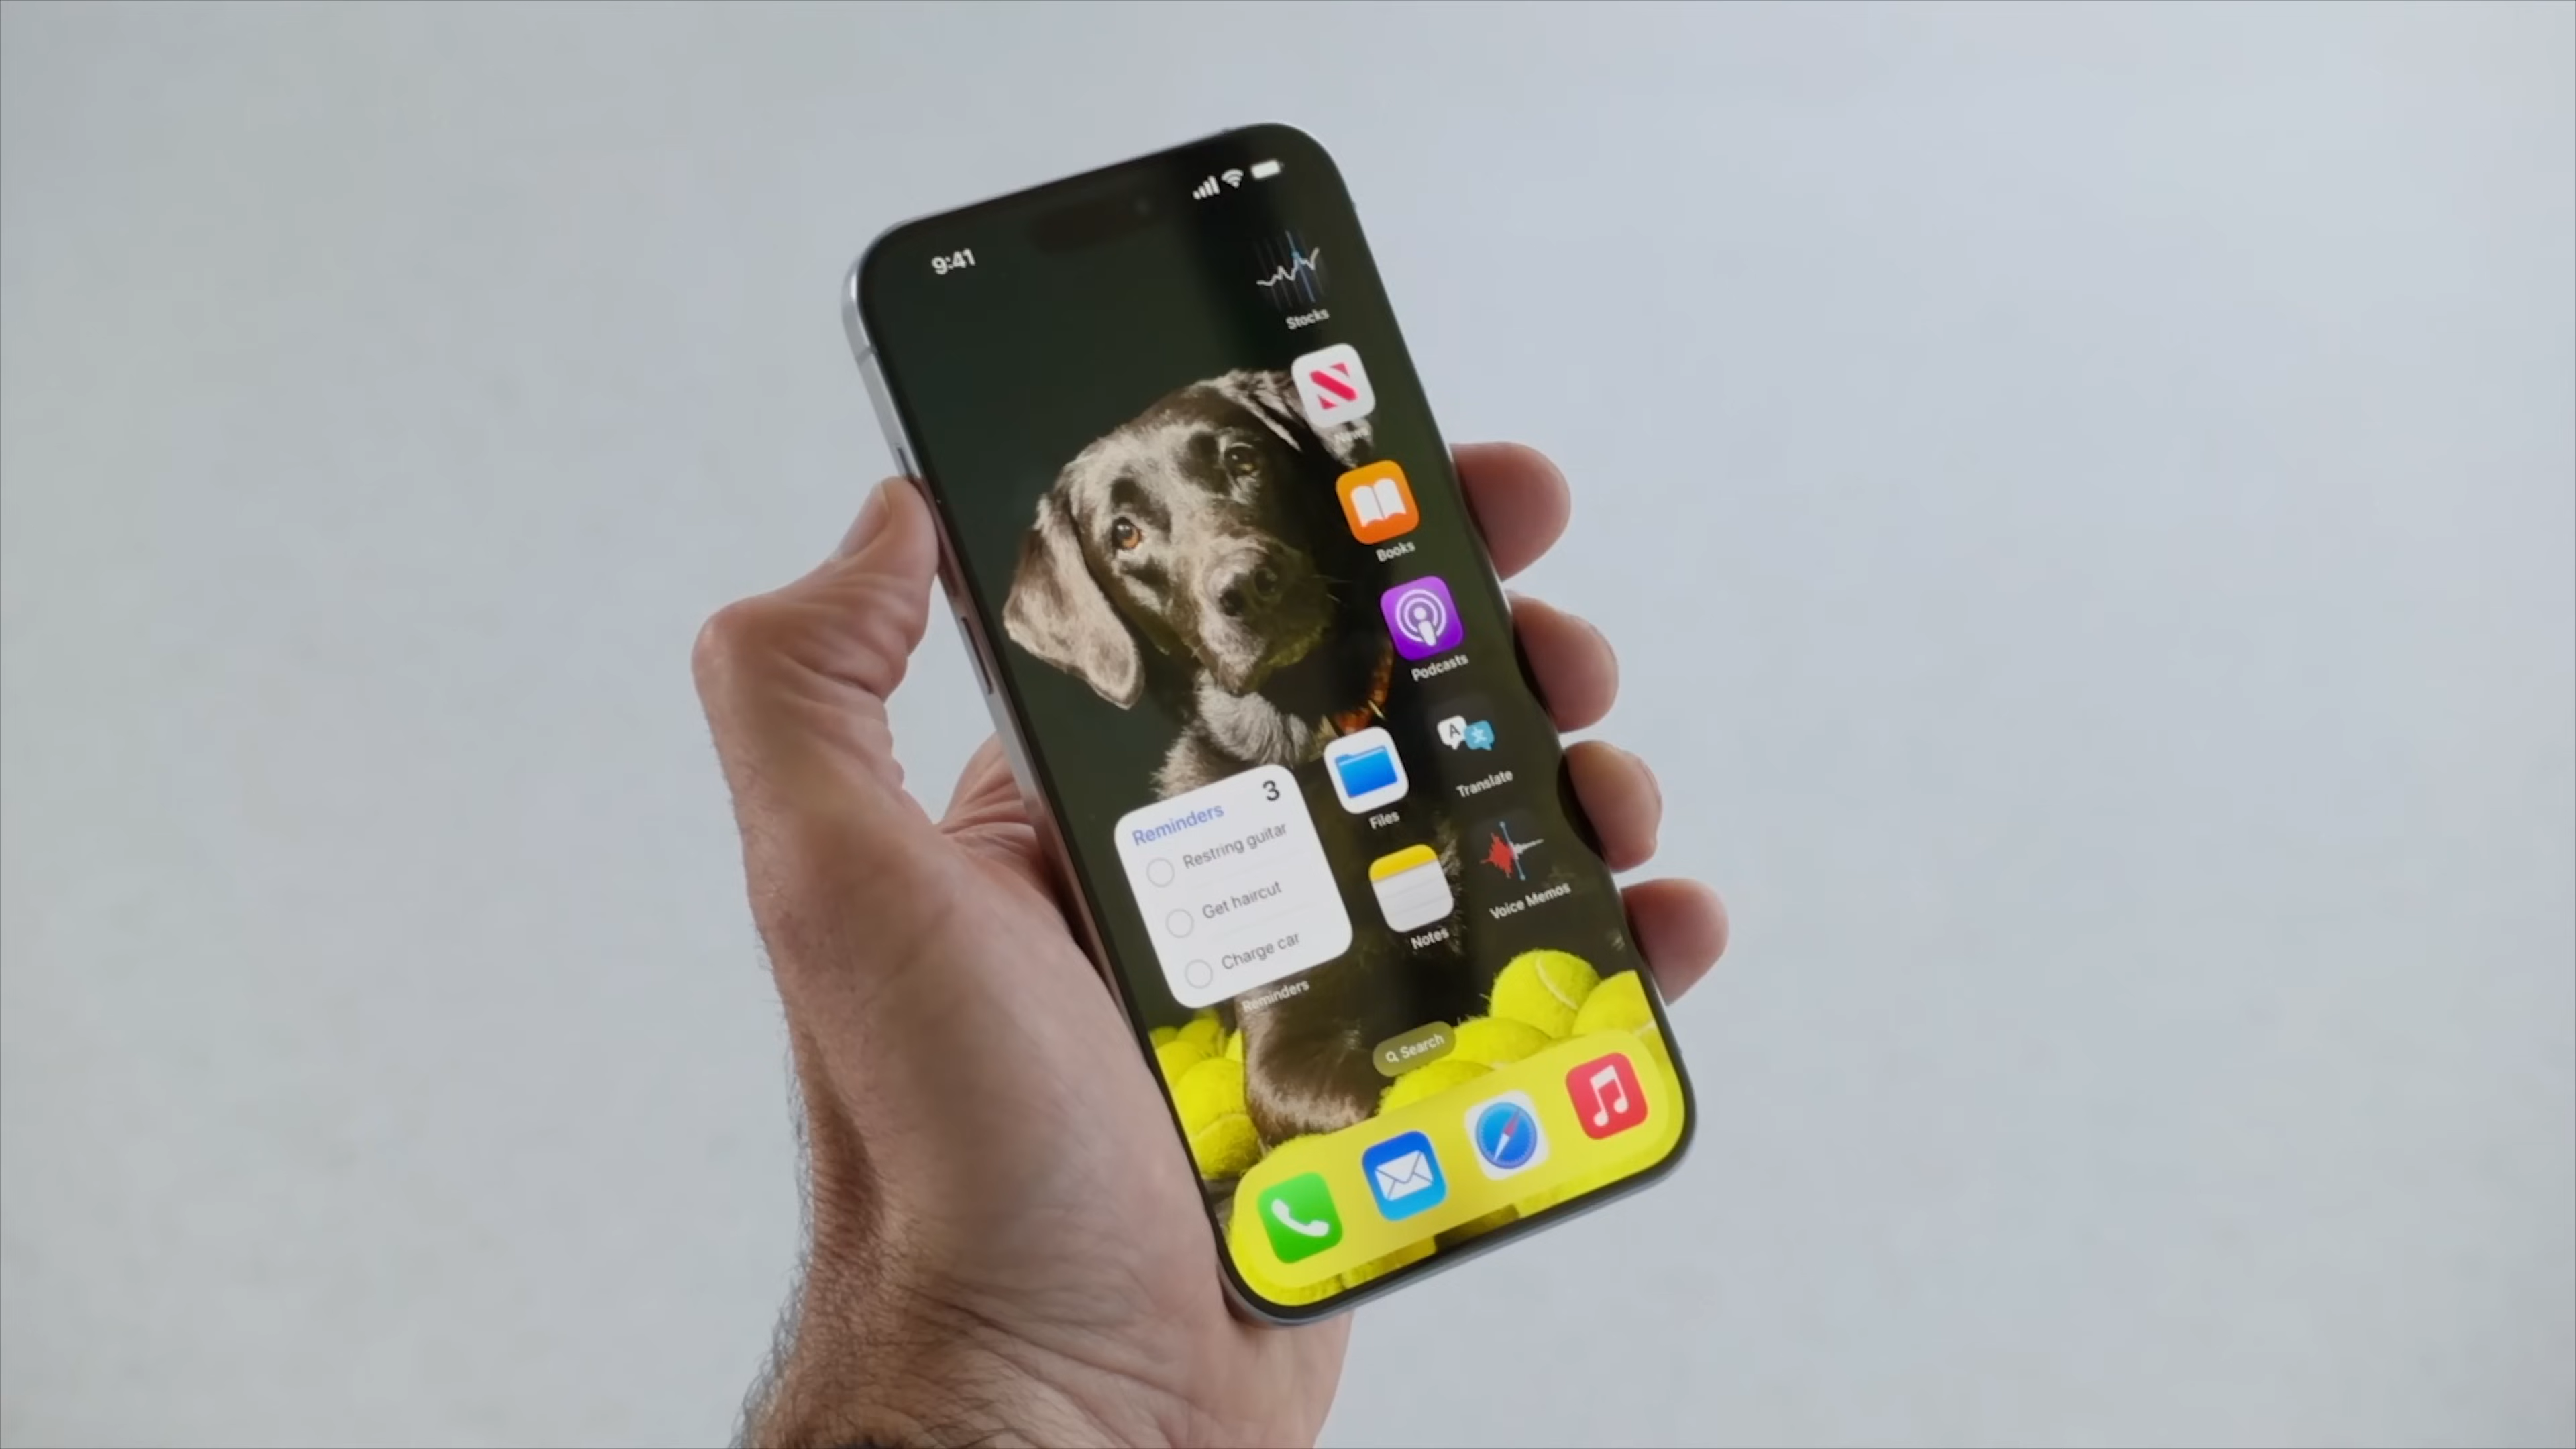 9:41
Stocks
News
Books
Podcasts
Translate
Files
Reminders 3
Restring guitar
Get haircut
Charge car
Reminders
Voice Memos
Notes
Search